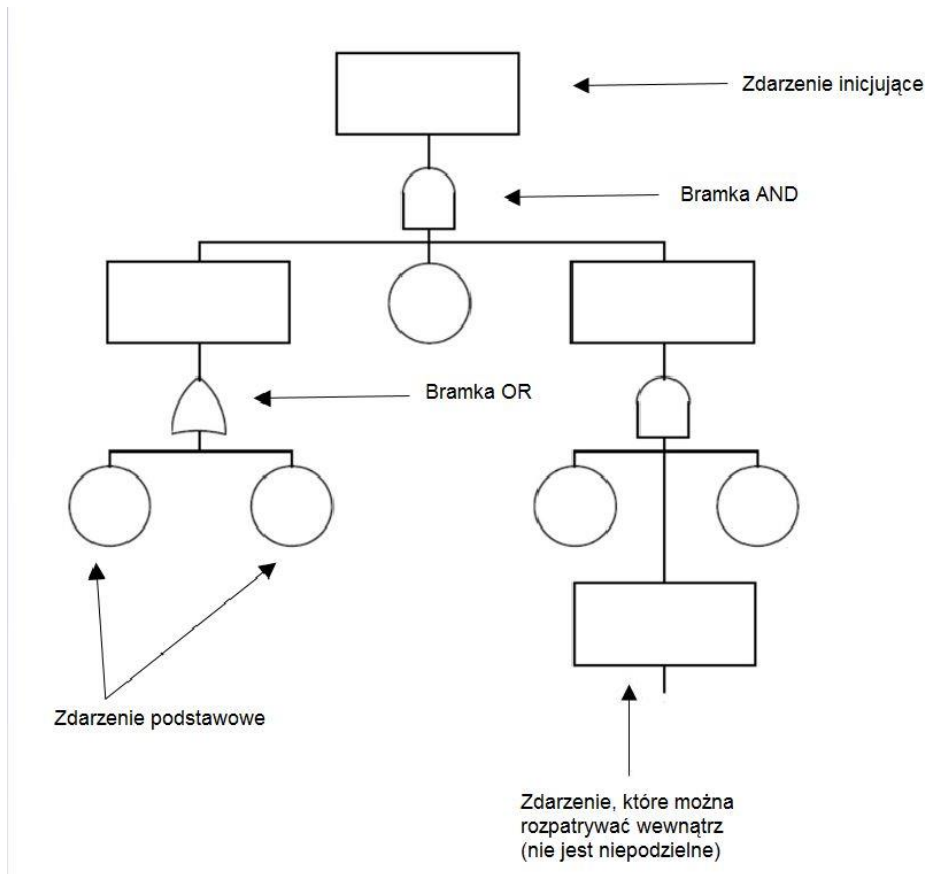 Zdarzenie inicjujące
Bramka AND
Bramka OR
Zdarzenie podstawowe
Zdarzenie, które można
rozpatrywać wewnątrz
(nie jest niepodzielne)